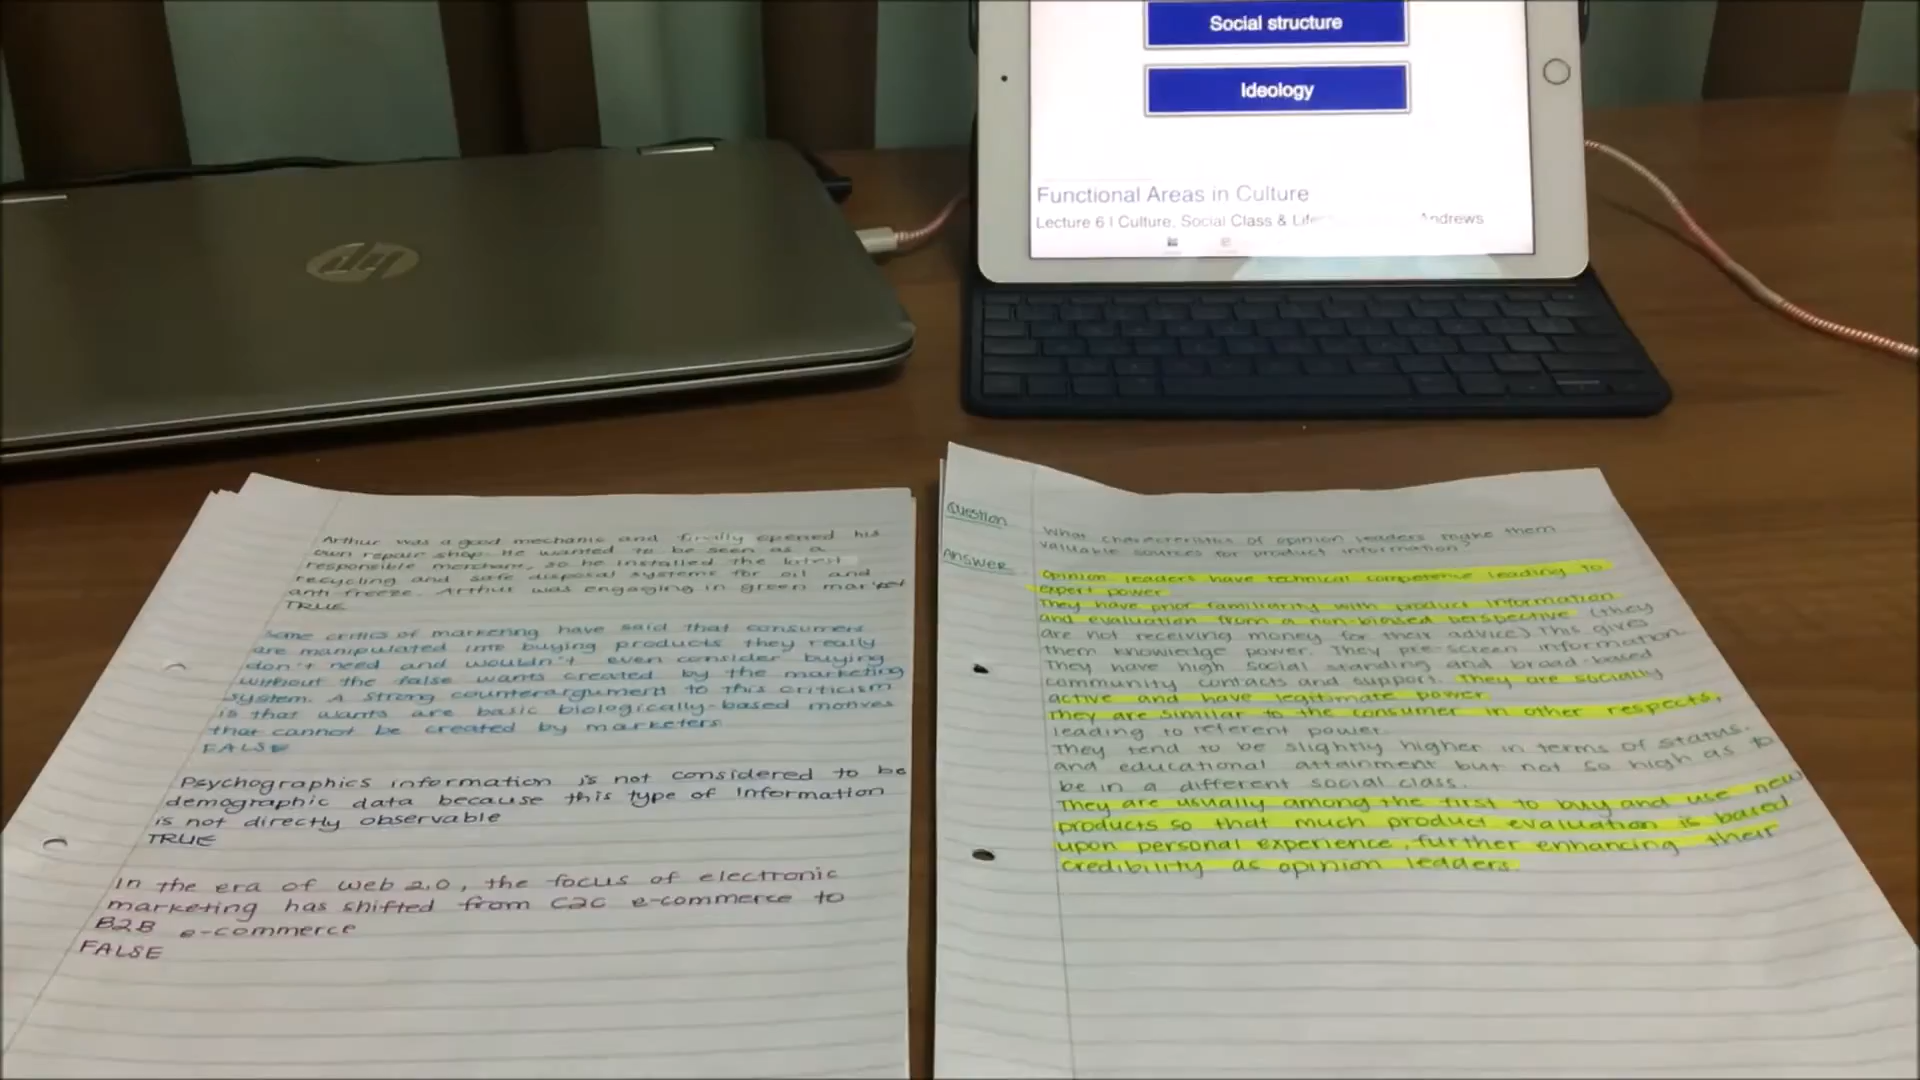 Social structure
Ideology
Functional Areas in Culture
Lecture 6 | Culture, Social Class &
Andrews
hp
Arthur was a good mechanic and finally opened his
own repair shop. He wanted to be seen as a
responsible merchant, so he installed the latest
recycling and safe disposal systems for oil and
anti freeze. Arthur was engaging in green
TRUE
Some critics of marketing have said that consumers
are manipulated into buying products they really
don't need and wouldn't even consider buying
without the false wants created by the marketing
system. A strong counterargument to this criticism
is that wants are basic biologically-based motives
that cannot be created by marketers
FALSE
Psychographics information is not considered to be
demographic data because this type of information
is not directly observable
TRUE
In the era of web 2.0, the focus of electronic
marketing has shifted from C2C e-commerce to
B2B e-commerce
FALSE
Question
What characteristics of opinion leaders make them
valuable sources for product information?
Answer
Opinion leaders have technical competence leading to
expert power
They have prior familiarity with product information
and evaluation from a non-biased perspective (they
are not receiving money for their advice) This gives
them knowledge power. They pre-screen information
They have high social standing and broad-based
community contacts and support. They are socially
active and have legitimate power.
They are similar to the consumer in other respects,
leading to referent power.
They tend to be slightly higher in terms of status.
and educational attainment but not so high as to
be in a different social class.
They are usually among the first to buy and use new
products so that much product evaluation is based
upon personal experience, further enhancing their
credibility as opinion leaders.